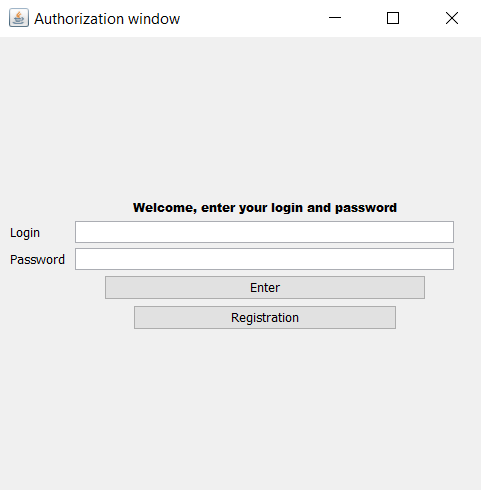 Authorization window
Welcome, enter your login and password
Login
Password
Enter
Registration